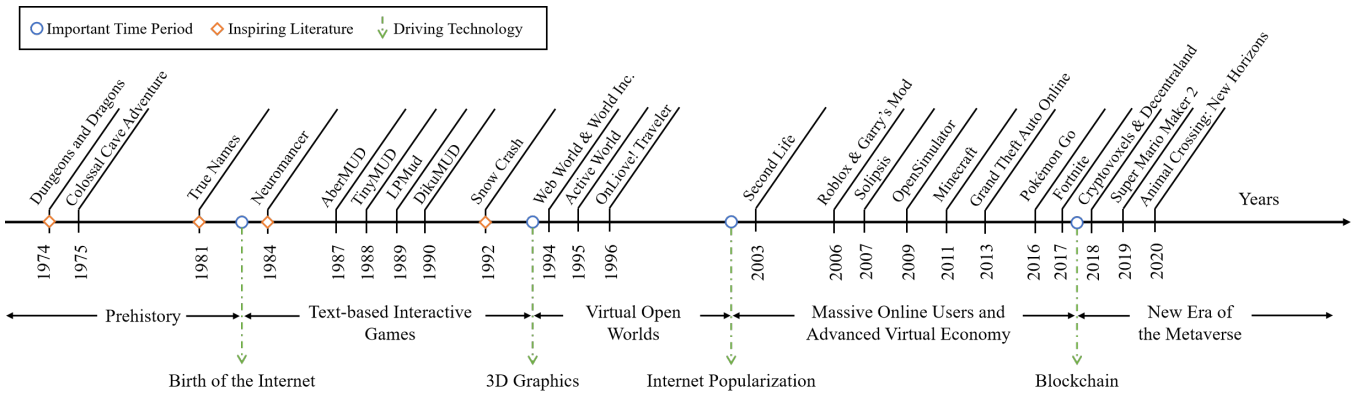 Important Time Period
Inspiring Literature
Driving Technology
Dungeons and Dragons
Colossal Cave Adventure
True Names
Neuromancer
AberMUD
TinyMUD
LPMud
DikuMUD
Snow Crash
Web World & World Inc.
Active World
OnLiove! Traveler
Second Life
Roblox & Garry's Mod
Solipsis
OpenSimulator
Minecraft
Grand Theft Auto Online
Pokémon Go
Fortnite
Cryptovoxels & Decentraland
Super Mario Maker 2
Animal Crossing: New Horizons
Years
1974
1975
1981
1984
1987
1988
1989
1990
1992
1994
1995
1996
2003
2006
2007
2009
2011
2013
2016
2017
2018
2019
2020
Prehistory
Text-based Interactive
Games
Virtual Open
Worlds
Massive Online Users and
Advanced Virtual Economy
New Era of
the Metaverse
Birth of the Internet
3D Graphics
Internet Popularization
Blockchain